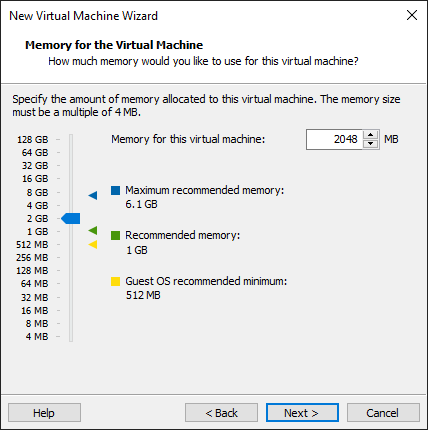 New Virtual Machine Wizard
Memory for the Virtual Machine
How much memory would you like to use for this virtual machine?
Specify the amount of memory allocated to this virtual machine. The memory size
must be a multiple of 4 MB.
Memory for this virtual machine: 2048 MB
128 GB
64 GB
32 GB
16 GB
8 GB
4 GB
2 GB
1 GB
512 MB
256 MB
128 MB
64 MB
32 MB
16 MB
8 MB
4 MB
Maximum recommended memory:
6.1 GB
Recommended memory:
1 GB
Guest OS recommended minimum:
512 MB
Help
< Back
Next >
Cancel